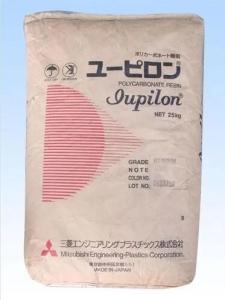 ポリカーボネート樹脂
ユーピロン®
POLYCARBONATE RESIN
Iupilon®
NET 25kg
GRADE
NOTE
COLOR NO.
LOT NO.
三菱エンジニアリングプラスチックス株式会社
Mitsubishi Engineering-Plastics Corporation
MADE IN JAPAN